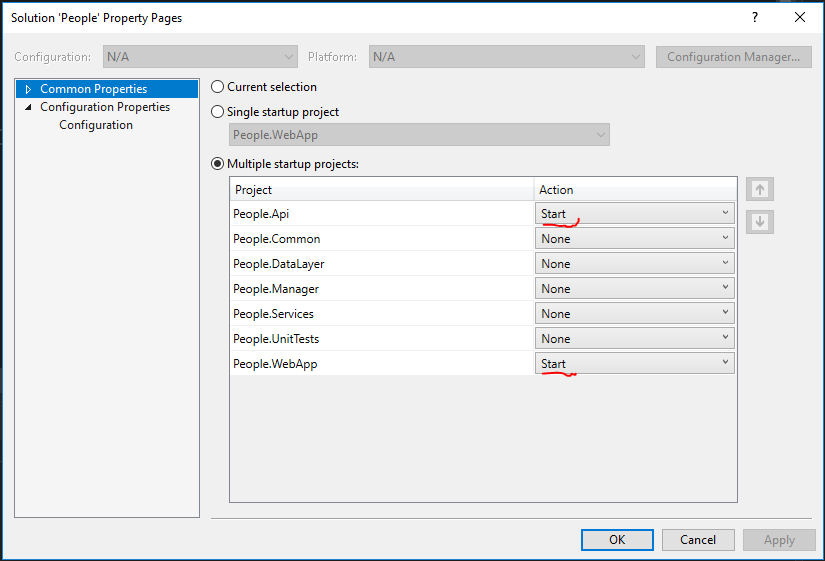 Solution 'People' Property Pages
?
Configuration: N/A Platform: N/A Configuration Manager...
Common Properties
Configuration Properties
Configuration
Current selection
Single startup project
People.WebApp
Multiple startup projects:
Project Action
People.Api Start
People.Common None
People.DataLayer None
People.Manager None
People.Services None
People.UnitTests None
People.WebApp Start
OK Cancel Apply